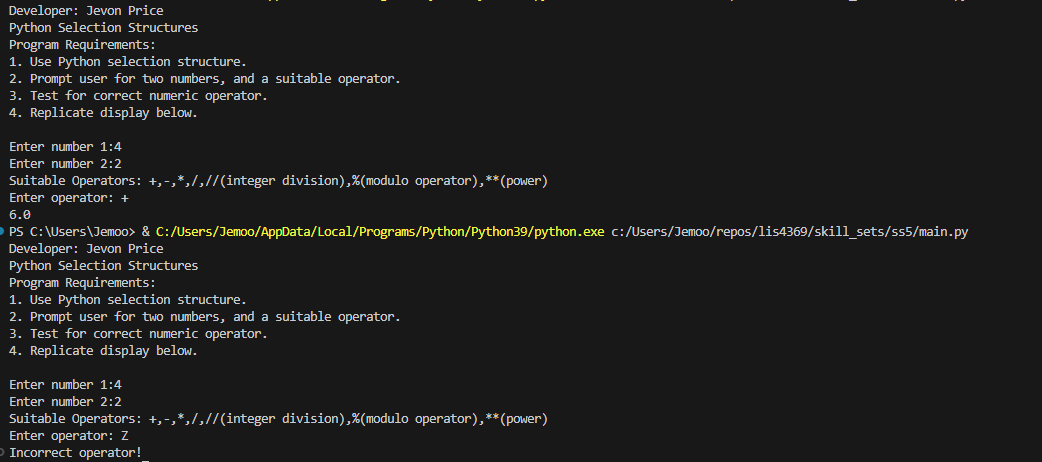 Developer: Jevon Price
Python Selection Structures
Program Requirements:
1. Use Python selection structure.
2. Prompt user for two numbers, and a suitable operator.
3. Test for correct numeric operator.
4. Replicate display below.
Enter number 1:4
Enter number 2:2
Suitable Operators: +,-,*,/,//(integer division),%(modulo operator),**(power)
Enter operator: +
6.0
PS C:\Users\Jemoo> & C:/Users/Jemoo/AppData/Local/Programs/Python/Python39/python.exe c:/Users/Jemoo/repos/lis4369/skill_sets/ss5/main.py
Developer: Jevon Price
Python Selection Structures
Program Requirements:
1. Use Python selection structure.
2. Prompt user for two numbers, and a suitable operator.
3. Test for correct numeric operator.
4. Replicate display below.
Enter number 1:4
Enter number 2:2
Suitable Operators: +,-,*,/,//(integer division),%(modulo operator),**(power)
Enter operator: Z
Incorrect operator!